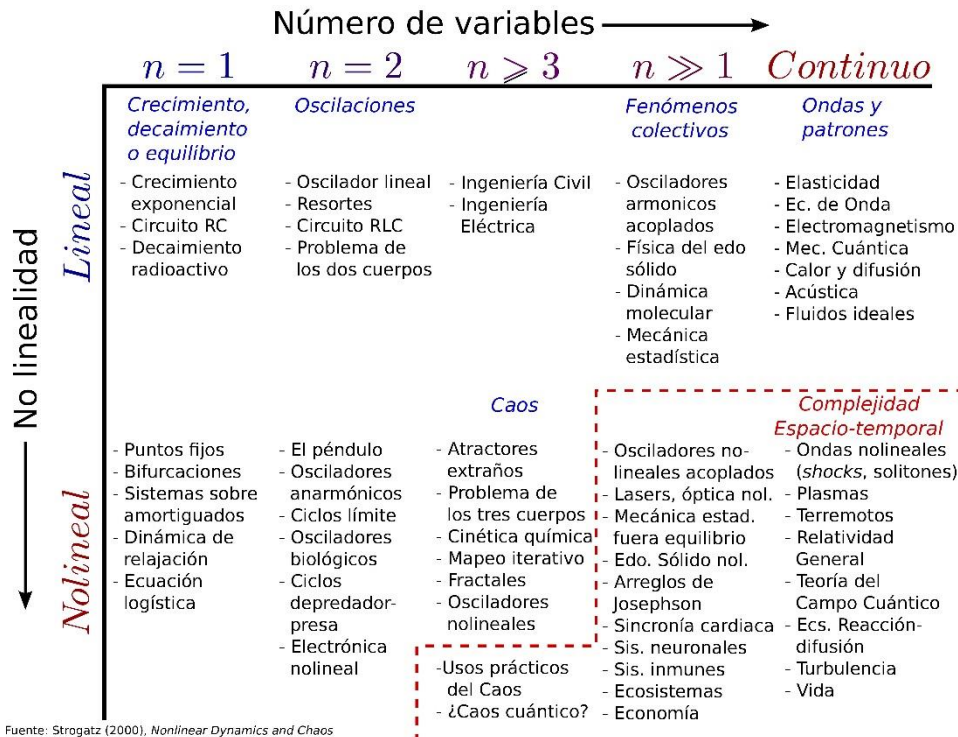 Número de variables
n = 1
n = 2
n ⩾ 3
n ≫ 1
Continuo
No linealidad
Lineal
Crecimiento,
decaimiento
o equilibrio
- Crecimiento
exponencial
- Circuito RC
- Decaimiento
radioactivo
Oscilaciones
- Oscilador lineal
- Resortes
- Circuito RLC
- Problema de
los dos cuerpos
- Ingeniería Civil
- Ingeniería
Eléctrica
Fenómenos
colectivos
- Osciladores
armonicos
acoplados
- Física del edo
sólido
- Dinámica
molecular
- Mecánica
estadística
Ondas y
patrones
- Elasticidad
- Ec. de Onda
- Electromagnetismo
- Mec. Cuántica
- Calor y difusión
- Acústica
- Fluidos ideales
Nolineal
- Puntos fijos
- Bifurcaciones
- Sistemas sobre
amortiguados
- Dinámica de
relajación
- Ecuación
logística
- El péndulo
- Osciladores
anarmónicos
- Ciclos límite
- Osciladores
biológicos
- Ciclos
depredador-
presa
- Electrónica
nolineal
Caos
- Atractores
extraños
- Problema de
los tres cuerpos
- Cinética química
- Mapeo iterativo
- Fractales
- Osciladores
nolineales
-Usos prácticos
del Caos
- ¿Caos cuántico?
- Osciladores no-
lineales acoplados
- Lasers, óptica nol.
- Mecánica estad.
fuera equilibrio
- Edo. Sólido nol.
- Arreglos de
Josephson
- Sincronía cardiaca
- Sis. neuronales
- Sis. inmunes
- Ecosistemas
- Economía
Complejidad
Espacio-temporal
- Ondas nolineales
(shocks, solitones)
- Plasmas
- Terremotos
- Relatividad
General
- Teoría del
Campo Cuántico
- Ecs. Reacción-
difusión
- Turbulencia
- Vida
Fuente: Strogatz (2000), Nonlinear Dynamics and Chaos